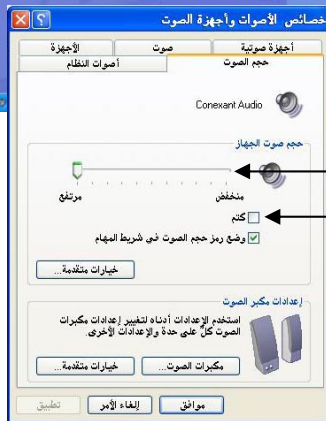 خصائص الأصوات وأجهزة الصوت
أجهزة صوتية صوت الأجهزة
حجم الصوت أصوات النظام
Conexant Audio
حجم صوت الجهاز
منخفض مرتفع
كتم
وضع رمز حجم الصوت في شريط المهام
خيارات متقدمة...
إعدادات مكبر الصوت
استخدم الإعدادات أدناه لتغيير إعدادات مكبرات
الصوت كلٌ على حدة والإعدادات الأخرى.
مكبرات الصوت... خيارات متقدمة...
موافق إلغاء الأمر تطبيق